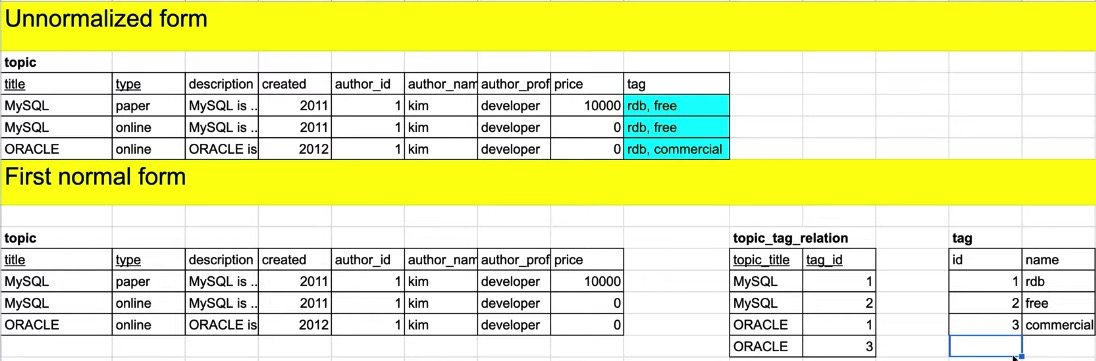 Unnormalized form
topic
title type description created author_id author_nam author_prof price tag
MySQL paper MySQL is .. 2011 1 kim developer 10000 rdb, free
MySQL online MySQL is .. 2011 1 kim developer 0 rdb, free
ORACLE online ORACLE is 2012 1 kim developer 0 rdb, commercial
First normal form
topic topic_tag_relation tag
title type description created author_id author_nam author_prof price topic_title tag_id id name
MySQL paper MySQL is .. 2011 1 kim developer 10000 MySQL 1 1 rdb
MySQL online MySQL is .. 2011 1 kim developer 0 MySQL 2 2 free
ORACLE online ORACLE is 2012 1 kim developer 0 ORACLE 1 3 commercial
ORACLE 3